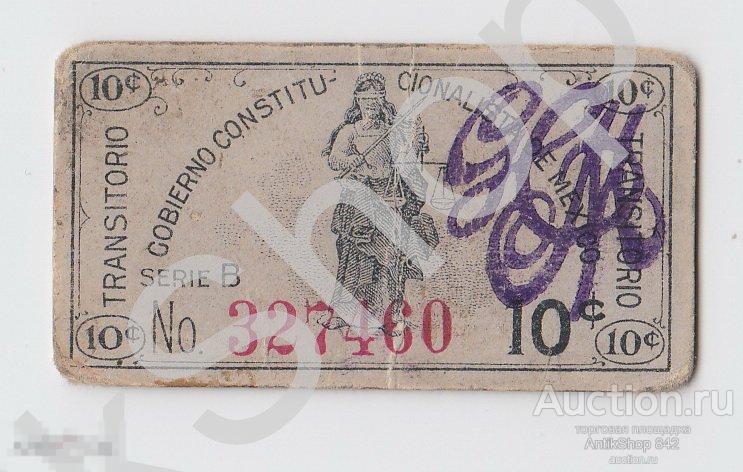 10¢
10¢
TRANSITORIO
GOBIERNO CONSTITU-
CIONALISTA DE MEXICO
TRANSITORIO
SERIE B
No. 327460
10¢
10¢
10¢
Auction.ru
торговая площадка
AntikShop 842
auction.ru